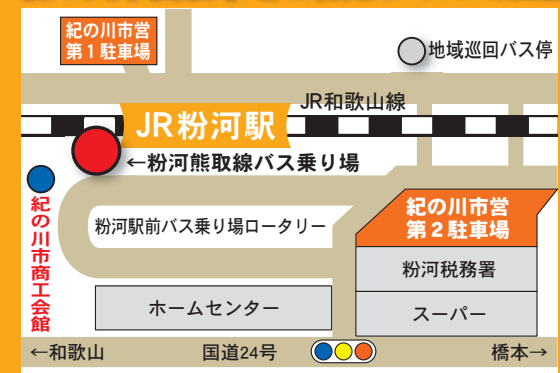 紀の川市営
第1駐車場
地域巡回バス停
JR和歌山線
JR粉河駅
←粉河熊取線バス乗り場
紀の川市商工会館
粉河駅前バス乗り場ロータリー
紀の川市営
第2駐車場
粉河税務署
ホームセンター
スーパー
←和歌山
国道24号
橋本→